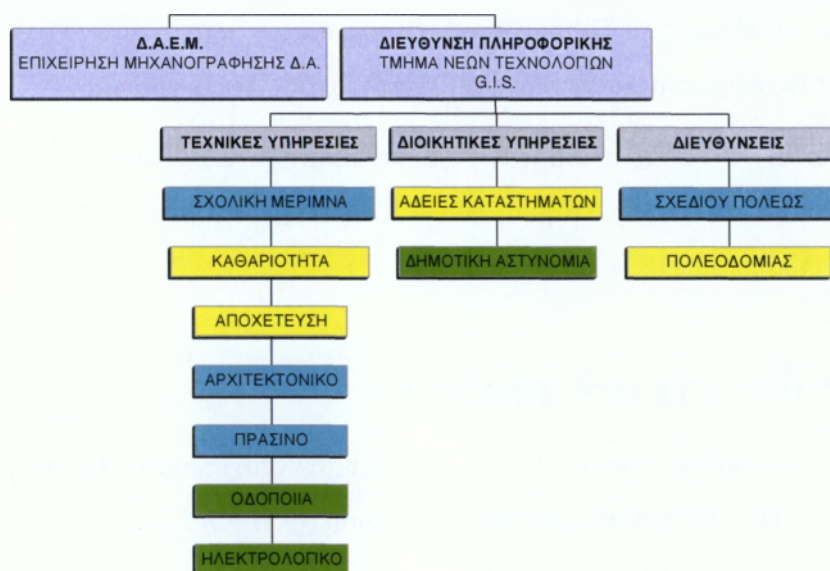 Δ.Α.Ε.Μ.
ΕΠΙΧΕΙΡΗΣΗ ΜΗΧΑΝΟΓΡΑΦΗΣΗΣ Δ.Α.
ΔΙΕΥΘΥΝΣΗ ΠΛΗΡΟΦΟΡΙΚΗΣ
ΤΜΗΜΑ ΝΕΩΝ ΤΕΧΝΟΛΟΓΙΩΝ
G.I.S.
ΤΕΧΝΙΚΕΣ ΥΠΗΡΕΣΙΕΣ
ΣΧΟΛΙΚΗ ΜΕΡΙΜΝΑ
ΚΑΘΑΡΙΟΤΗΤΑ
ΑΠΟΧΕΤΕΥΣΗ
ΑΡΧΙΤΕΚΤΟΝΙΚΟ
ΠΡΑΣΙΝΟ
ΟΔΟΠΟΙΙΑ
ΗΛΕΚΤΡΟΛΟΓΙΚΟ
ΔΙΟΙΚΗΤΙΚΕΣ ΥΠΗΡΕΣΙΕΣ
ΑΔΕΙΕΣ ΚΑΤΑΣΤΗΜΑΤΩΝ
ΔΗΜΟΤΙΚΗ ΑΣΤΥΝΟΜΙΑ
ΔΙΕΥΘΥΝΣΕΙΣ
ΣΧΕΔΙΟΥ ΠΟΛΕΩΣ
ΠΟΛΕΟΔΟΜΙΑΣ